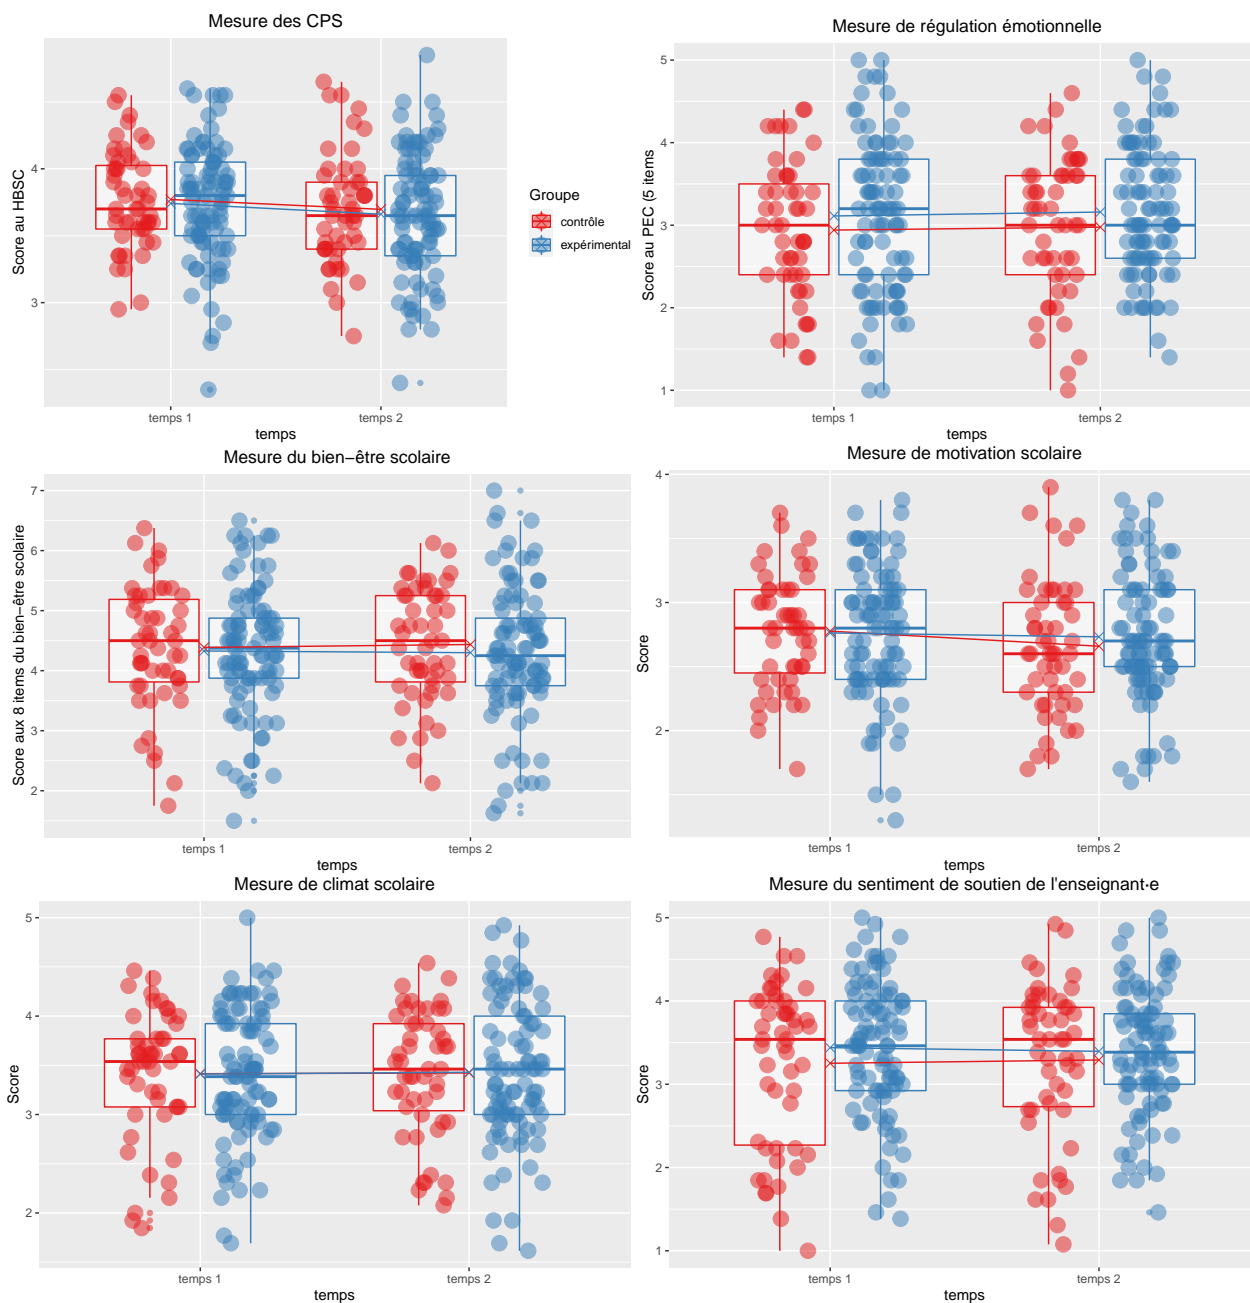 Mesure des CPS
Score au HBSC
4
3
temps 1
temps 2
temps
Groupe
contrôle
expérimental
Mesure de régulation émotionnelle
Score au PEC (5 items
5
4
3
2
1
temps 1
temps 2
temps
Mesure du bien−être scolaire
Score aux 8 items du bien−être scolaire
7
6
5
4
3
2
temps 1
temps 2
temps
Mesure de motivation scolaire
Score
4
3
2
temps 1
temps 2
temps
Mesure de climat scolaire
Score
5
4
3
2
temps 1
temps 2
temps
Mesure du sentiment de soutien de l'enseignant·e
Score
5
4
3
2
1
temps 1
temps 2
temps